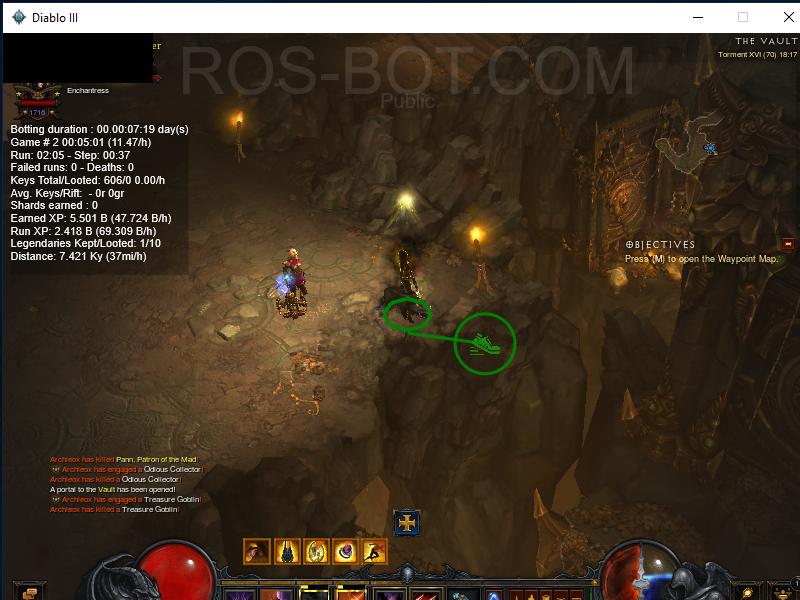 Diablo III
er
THE VAULT
Torment XVI (70) 18:17
ROS-BOT.COM
Public
Enchantress
1716
Botting duration : 00.00:07:19 day(s)
Game # 2 00:05:01 (11.47/h)
Run: 02:05 - Step: 00:37
Failed runs: 0 - Deaths: 0
Keys Total/Looted: 606/0 0.00/h
Avg. Keys/Rift: - 0r 0gr
Shards earned : 0
Earned XP: 5.501 B (47.724 B/h)
Run XP: 2.418 B (69.309 B/h)
Legendaries Kept/Looted: 1/10
Distance: 7.421 Ky (37mi/h)
OBJECTIVES
Press (M) to open the Waypoint Map.
Archleox has killed Pann, Patron of the Mad!
Archleox has engaged a Odious Collector!
Archleox has killed a Odious Collector!
A portal to the Vault has been opened!
Archleox has engaged a Treasure Goblin!
Archleox has killed a Treasure Goblin!